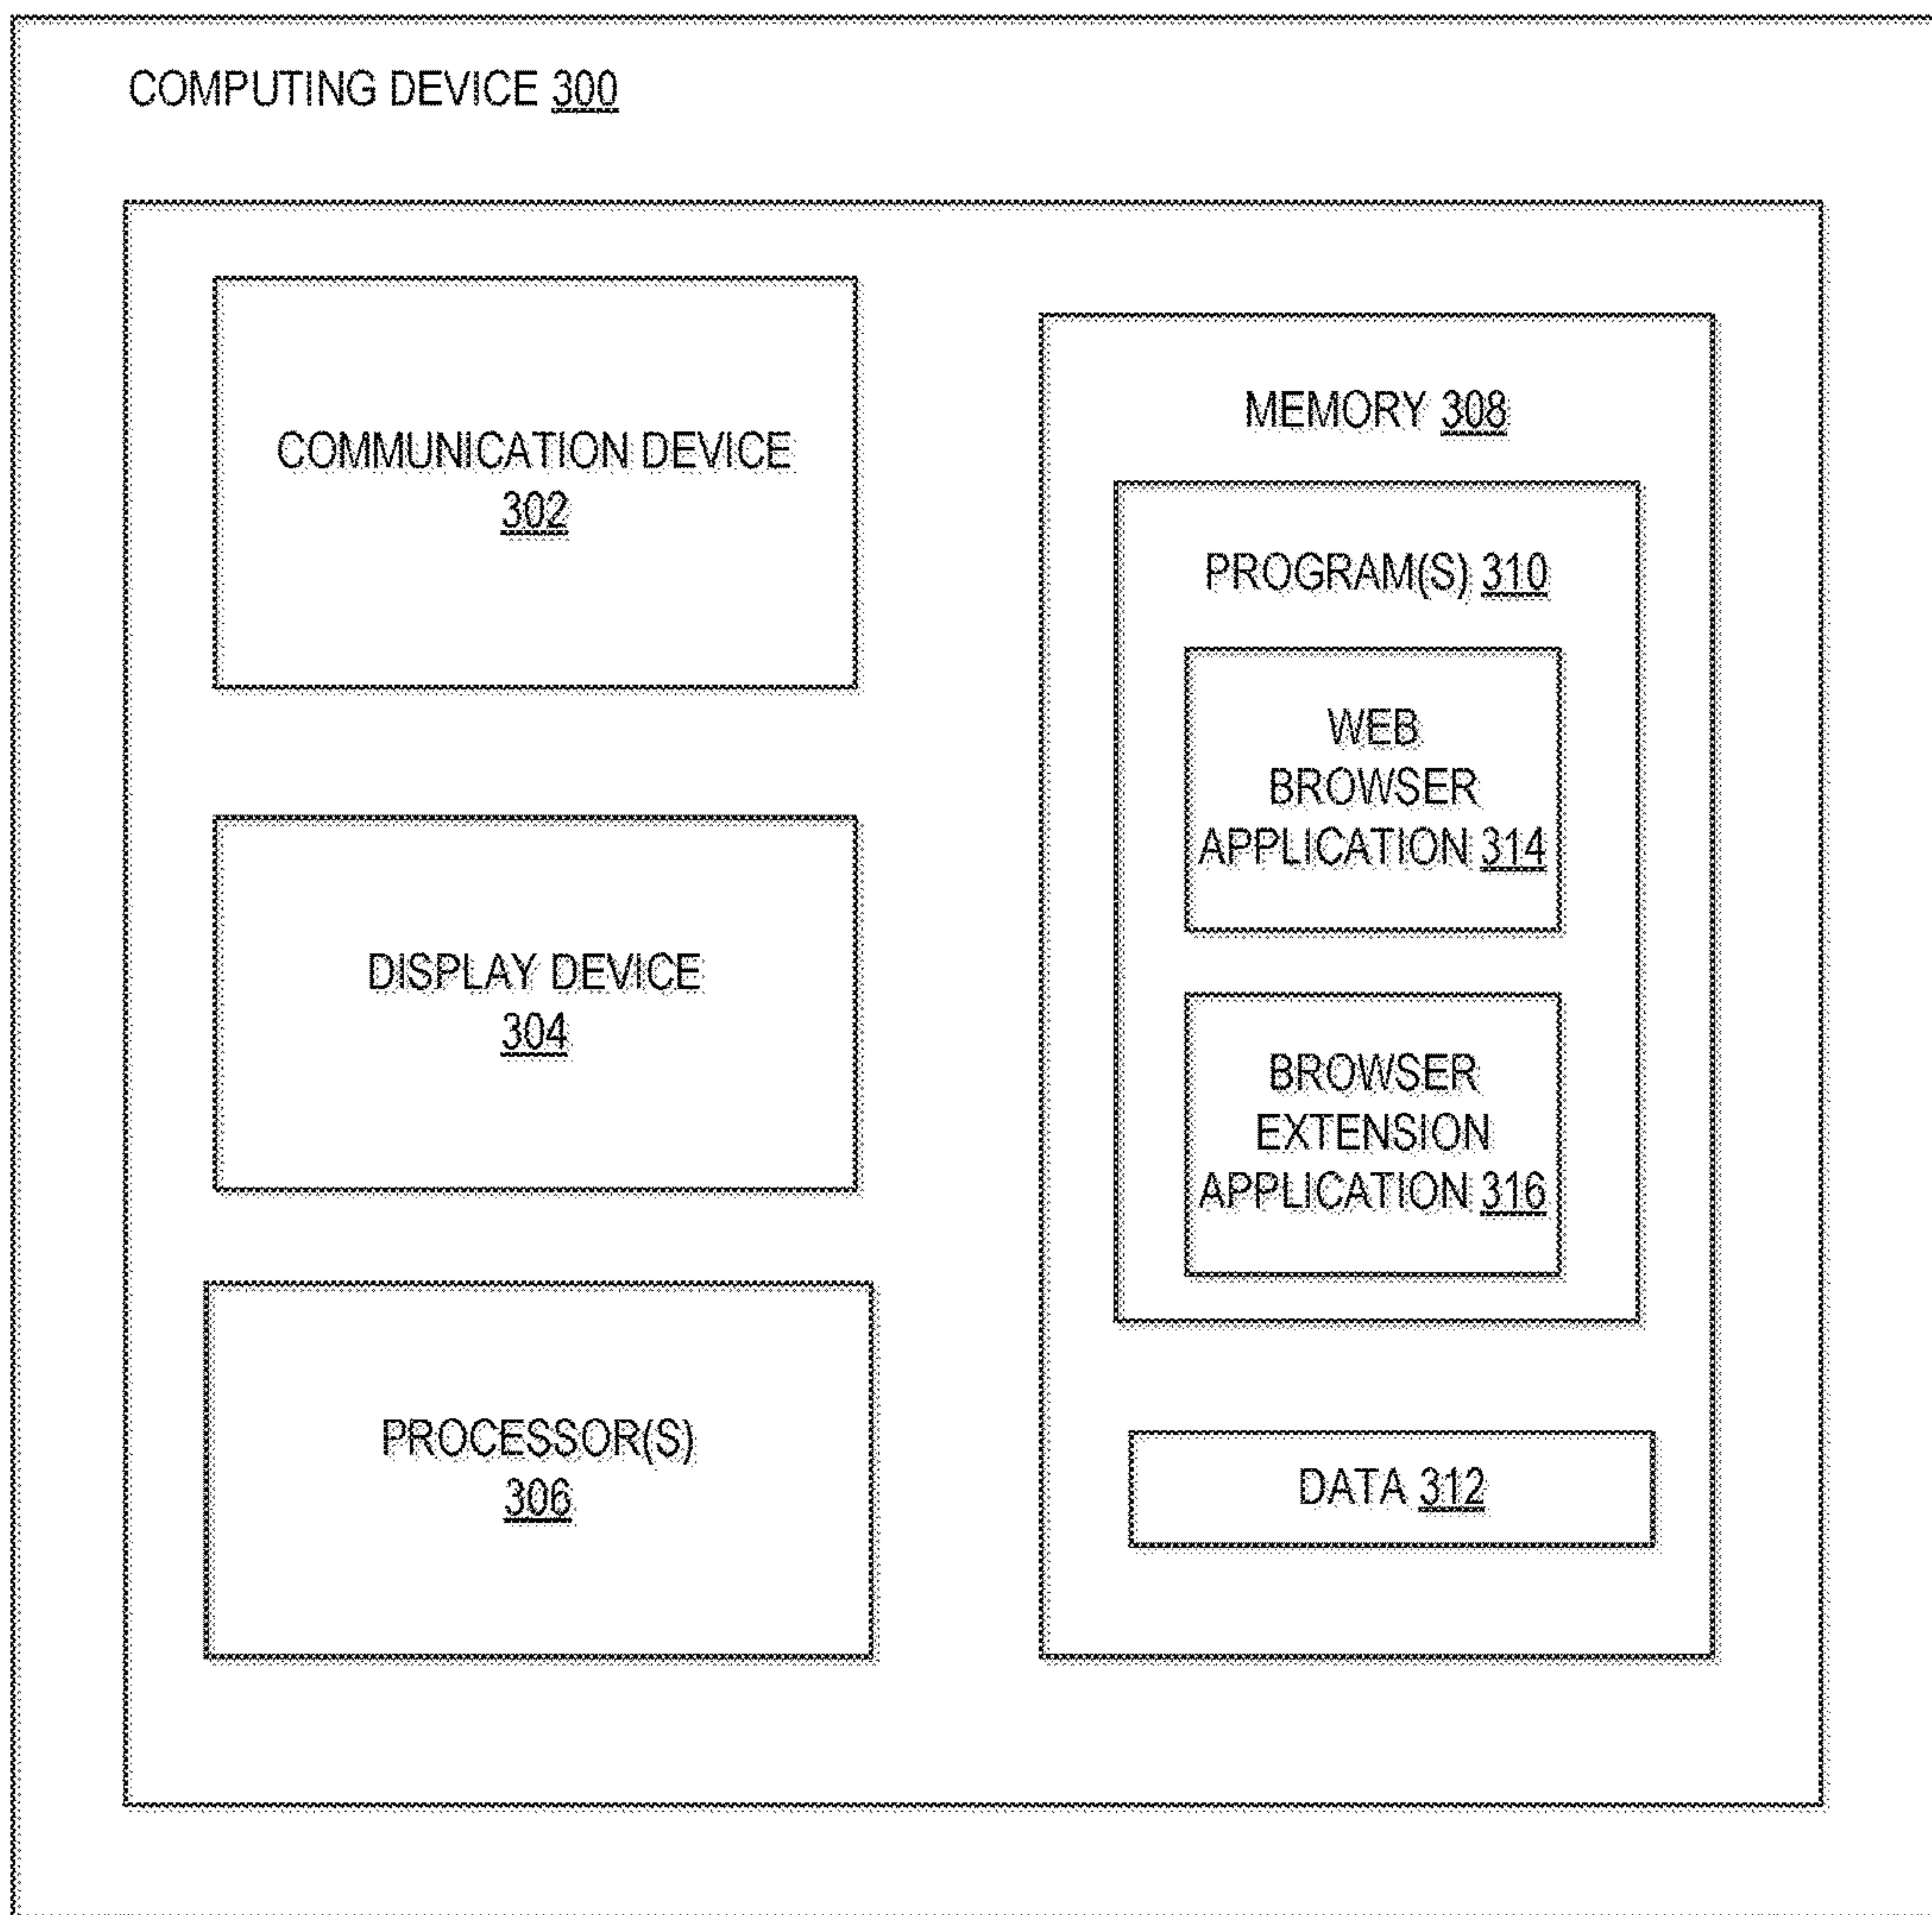 COMPUTING DEVICE 300
COMMUNICATION DEVICE
302
DISPLAY DEVICE
304
PROCESSOR(S)
306
MEMORY 308
PROGRAM(S) 310
WEB
BROWSER
APPLICATION 314
BROWSER
EXTENSION
APPLICATION 316
DATA 312